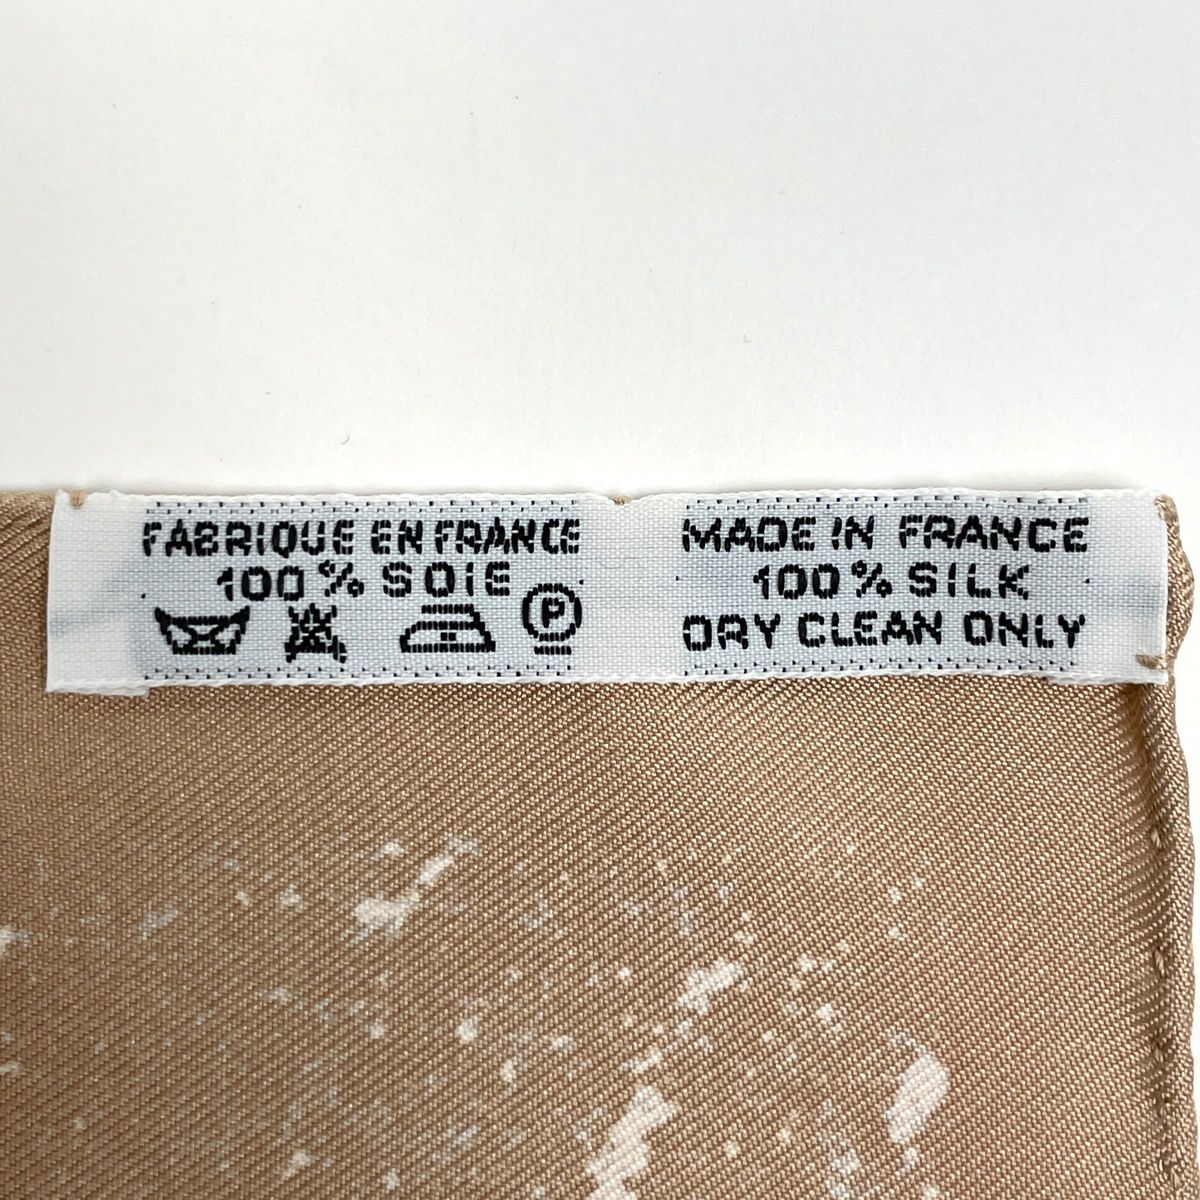 FABRIQUE EN FRANCE
100% SOIE
P
MADE IN FRANCE
100% SILK
DRY CLEAN ONLY